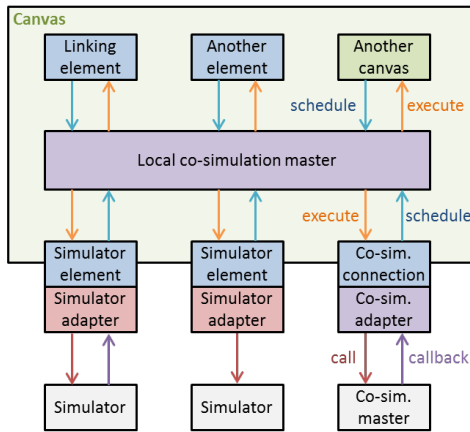 Canvas
Linking
element
Another
element
Another
canvas
schedule
execute
Local co-simulation master
execute
schedule
Simulator
element
Simulator
element
Co-sim.
connection
Simulator
adapter
Simulator
adapter
Co-sim.
adapter
call
callback
Simulator
Simulator
Co-sim.
master